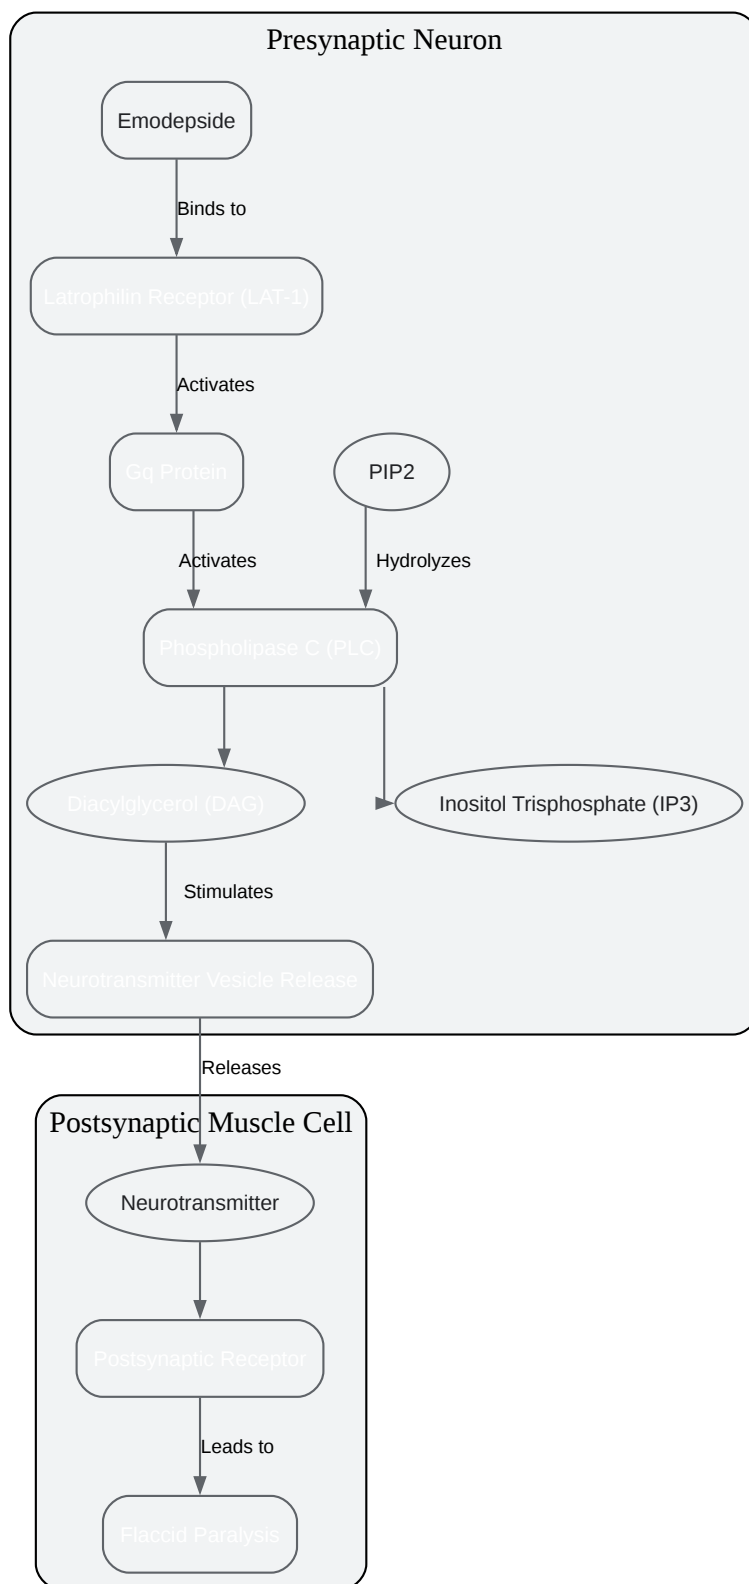 Presynaptic Neuron
Emodepside
Binds to
Latrophilin Receptor (LAT-1)
Activates
Gq Protein
PIP2
Activates
Hydrolyzes
Phospholipase C (PLC)
Diacylglycerol (DAG)
Inositol Trisphosphate (IP3)
Stimulates
Neurotransmitter Vesicle Release
Releases
Postsynaptic Muscle Cell
Neurotransmitter
Postsynaptic Receptor
Leads to
Flaccid Paralysis